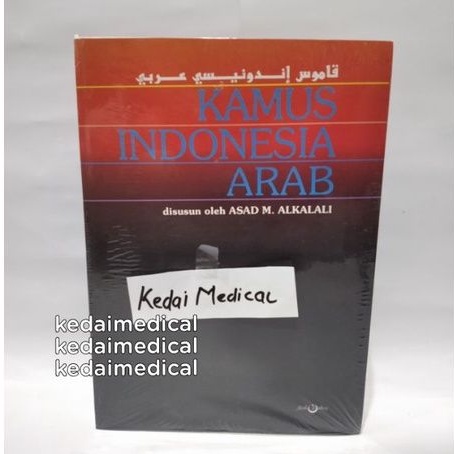 قاموس إندونيسي عربي
KAMUS
INDONESIA
ARAB
disusun oleh ASAD M. ALKALALI
Kedai Medical
kedaimedical
kedaimedical
kedaimedical